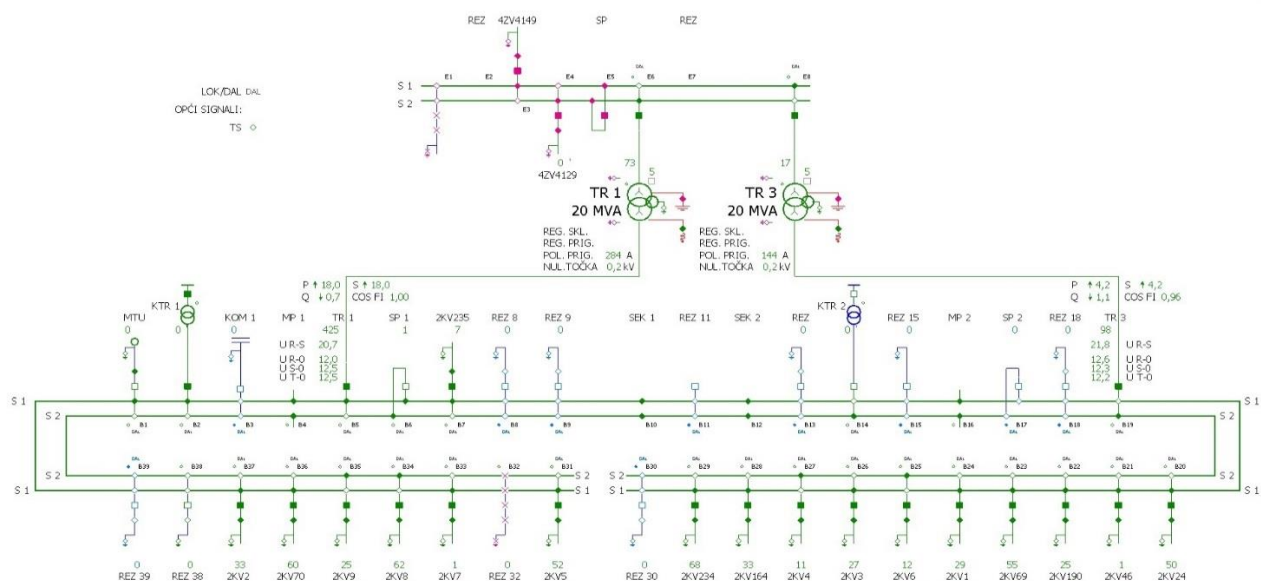 REZ 4ZV4149 SP REZ
E1 E2 E4 E5 E6 E7 E8
S 1
S 2
E3
LOK/DAL DAL
OPĆI SIGNALI:
TS
0
4ZV4129
73 17
5 5
TR 1 TR 3
20 MVA 20 MVA
REG. SKL. REG. SKL.
REG. PRIG. REG. PRIG.
POL. PRIG. 284 A POL. PRIG. 144 A
NUL.TOČKA 0,2 kV NUL.TOČKA 0,2 kV
P ↑ 18,0 S ↑ 18,0 P ↑ 4,2 S ↑ 4,2
Q ↓ 0,7 COS FI 1,00 Q ↓ 1,1 COS FI 0,96
KTR 1 KTR 2
MTU KOM 1 MP 1 TR 1 SP 1 2KV235 REZ 8 REZ 9 SEK 1 REZ 11 SEK 2 REZ REZ 15 MP 2 SP 2 REZ 18 TR 3
0 0 0 425 1 7 0 0 0 0 0 0 0 0 98
U R-S 20,7 21,8 U R-S
U R-0 12,0 12,6 U R-0
U S-0 12,5 12,3 U S-0
U T-0 12,5 12,2 U T-0
S 1 S 1
S 2 S 2
B1 B2 B3 B4 B5 B6 B7 B8 B9 B10 B11 B12 B13 B14 B15 B16 B17 B18 B19
B39 B38 B37 B36 B35 B34 B33 B32 B31 B30 B29 B28 B27 B26 B25 B24 B23 B22 B21 B20
S 2 S 2 S 2 S 2
S 1 S 1 S 1 S 1
0 0 33 60 25 62 1 0 52 0 68 33 11 27 12 29 55 25 1 50
REZ 39 REZ 38 2KV2 2KV70 2KV9 2KV8 2KV7 REZ 32 2KV5 REZ 30 2KV234 2KV164 2KV4 2KV3 2KV6 2KV1 2KV69 2KV190 2KV46 2KV24